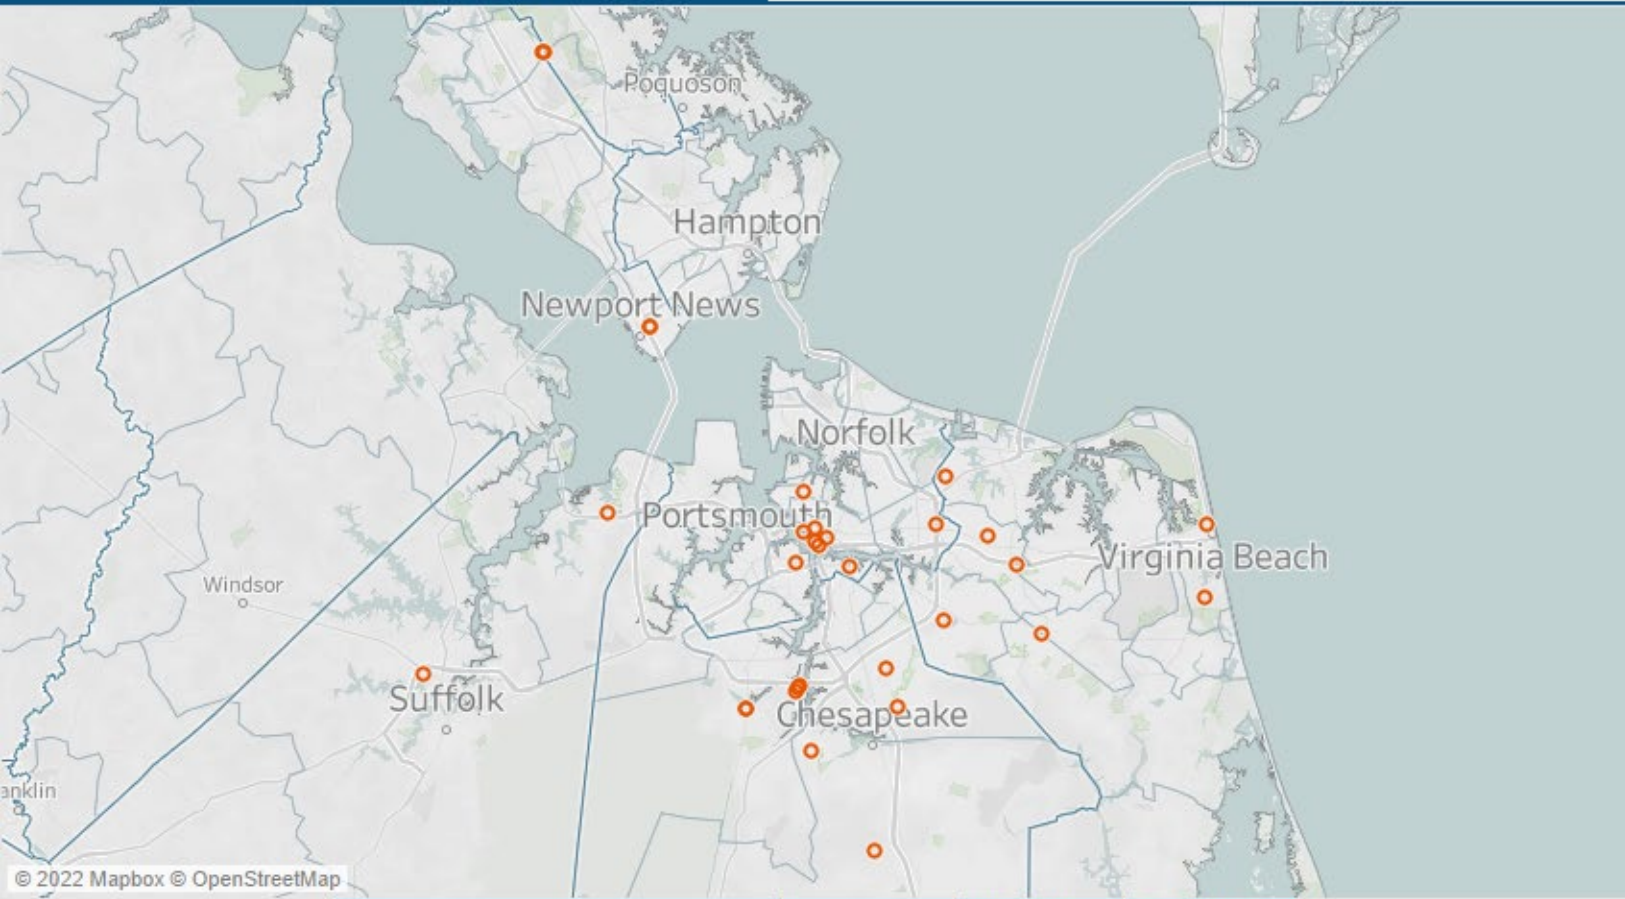 Poquoson
Hampton
Newport News
Norfolk
Portsmouth
Virginia Beach
Windsor
Suffolk
Chesapeake
anklin
© 2022 Mapbox © OpenStreetMap